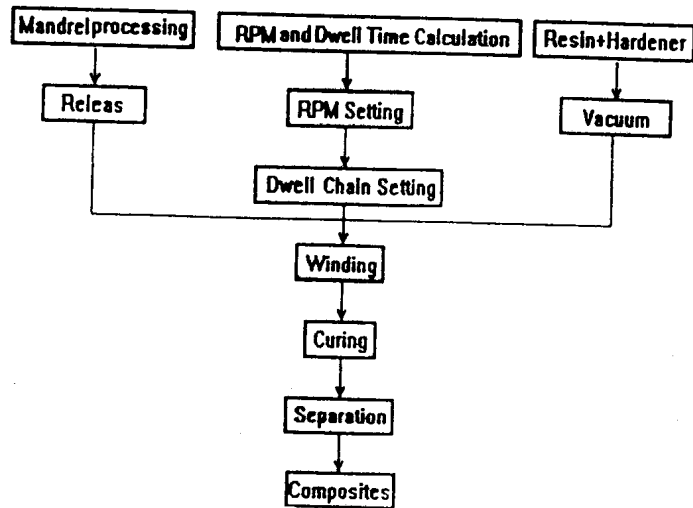 Mandrelprocessing
RPM and Dwell Time Calculation
Resin+Hardener
Releas
RPM Setting
Vacuum
Dwell Chain Setting
Winding
Curing
Separation
Composites